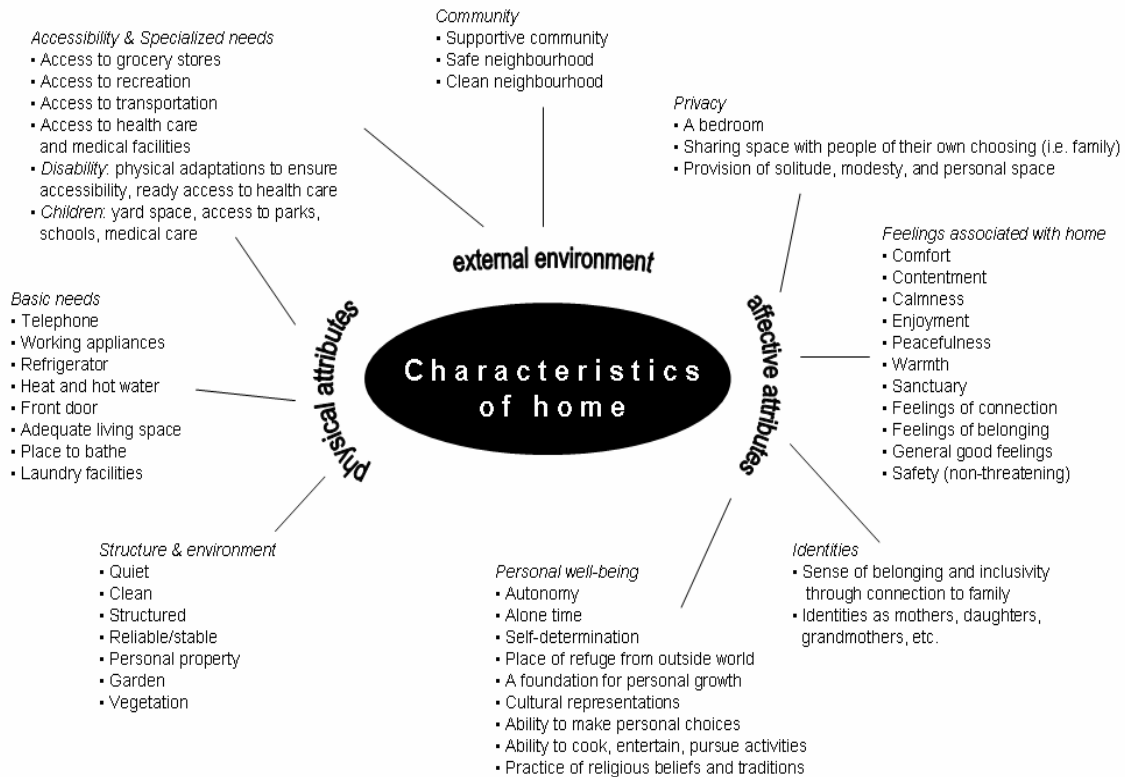 Community
▪ Supportive community
▪ Safe neighbourhood
▪ Clean neighbourhood
Accessibility & Specialized needs
▪ Access to grocery stores
▪ Access to recreation
▪ Access to transportation
▪ Access to health care
and medical facilities
▪ Disability: physical adaptations to ensure
accessibility, ready access to health care
▪ Children: yard space, access to parks,
schools, medical care
Privacy
▪ A bedroom
▪ Sharing space with people of their own choosing (i.e. family)
▪ Provision of solitude, modesty, and personal space
external environment
Feelings associated with home
▪ Comfort
▪ Contentment
▪ Calmness
▪ Enjoyment
▪ Peacefulness
▪ Warmth
▪ Sanctuary
▪ Feelings of connection
▪ Feelings of belonging
▪ General good feelings
▪ Safety (non-threatening)
Basic needs
▪ Telephone
▪ Working appliances
▪ Refrigerator
▪ Heat and hot water
▪ Front door
▪ Adequate living space
▪ Place to bathe
▪ Laundry facilities
physical attributes
Characteristics
of home
affective attributes
Structure & environment
▪ Quiet
▪ Clean
▪ Structured
▪ Reliable/stable
▪ Personal property
▪ Garden
▪ Vegetation
Personal well-being
▪ Autonomy
▪ Alone time
▪ Self-determination
▪ Place of refuge from outside world
▪ A foundation for personal growth
▪ Cultural representations
▪ Ability to make personal choices
▪ Ability to cook, entertain, pursue activities
▪ Practice of religious beliefs and traditions
Identities
▪ Sense of belonging and inclusivity
through connection to family
▪ Identities as mothers, daughters,
grandmothers, etc.